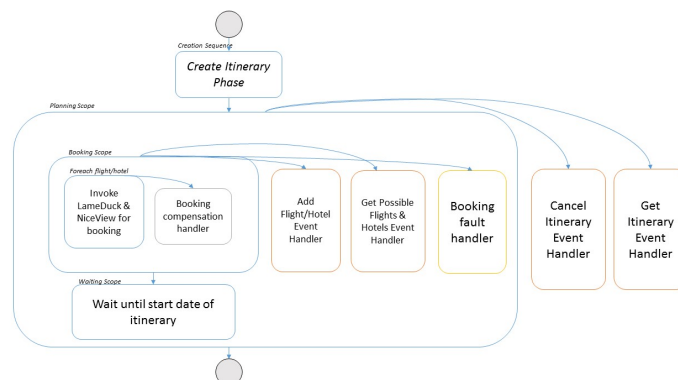 Creation Sequence
Create Itinerary
Phase
Planning Scope
Booking Scope
Foreach flight/hotel
Invoke
LameDuck &
NiceView for
booking
Booking
compensation
handler
Add
Flight/Hotel
Event
Handler
Get Possible
Flights &
Hotels Event
Handler
Booking
fault
handler
Cancel
Itinerary
Event
Handler
Get
Itinerary
Event
Handler
Waiting Scope
Wait until start date of
itinerary